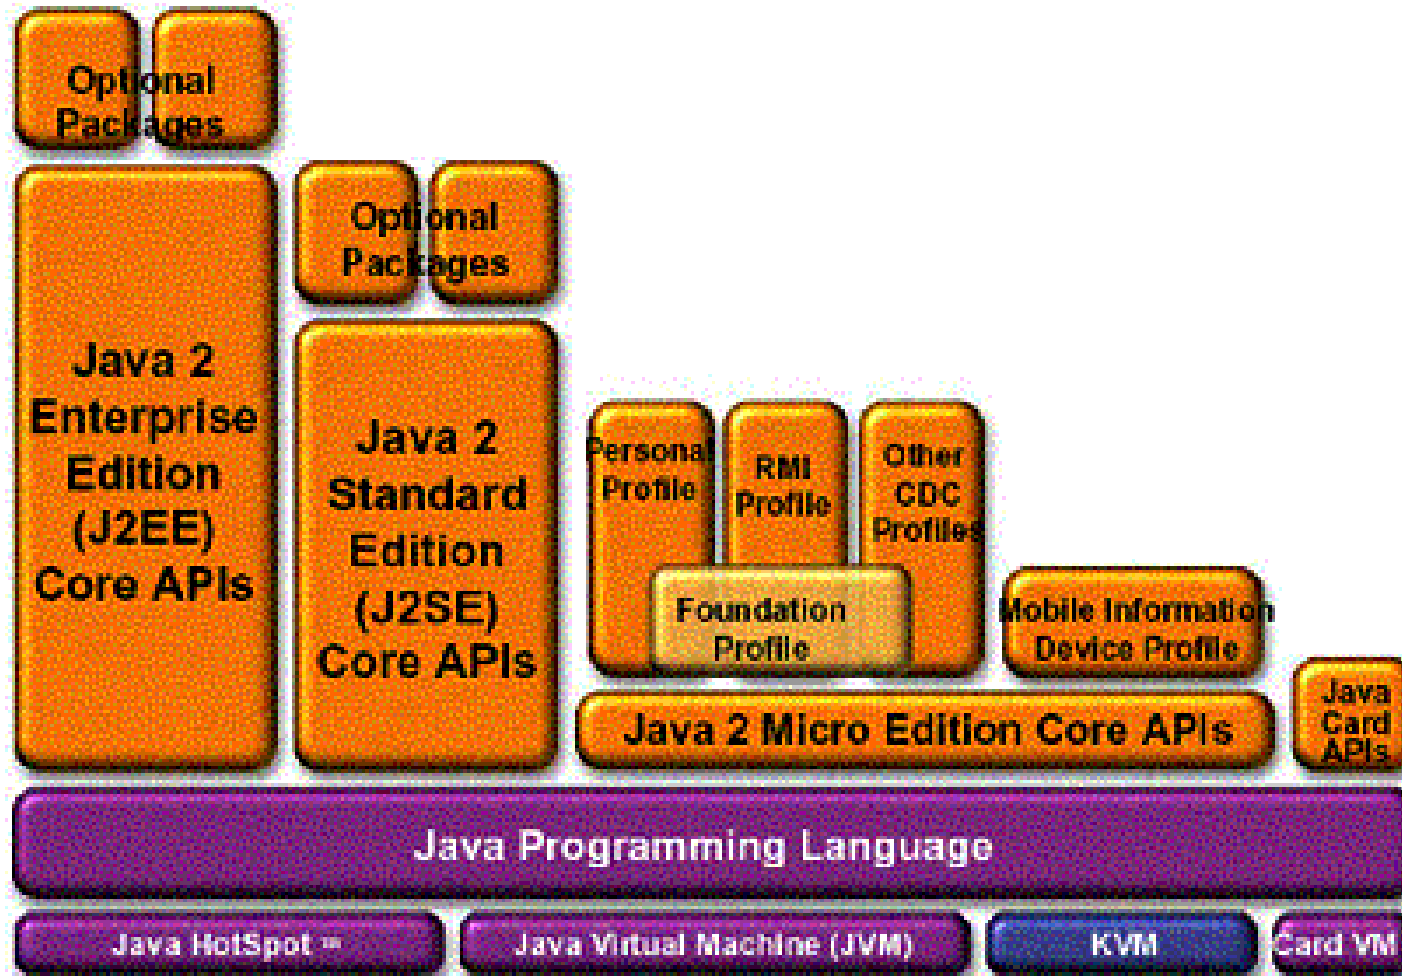 Optional
Packages
Optional
Packages
Java 2
Enterprise
Edition
(J2EE)
Core APIs
Java 2
Standard
Edition
(J2SE)
Core APIs
Personal
Profile
RMI
Profile
Other
CDC
Profiles
Foundation
Profile
Mobile Information
Device Profile
Java 2 Micro Edition Core APIs
Java
Card
APIs
Java Programming Language
Java HotSpot ™
Java Virtual Machine (JVM)
KVM
Card VM